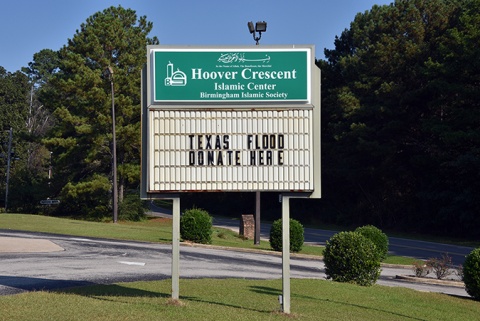 Hoover Crescent
Islamic Center
Birmingham Islamic Society
TEXAS FLOOD
DONATE HERE